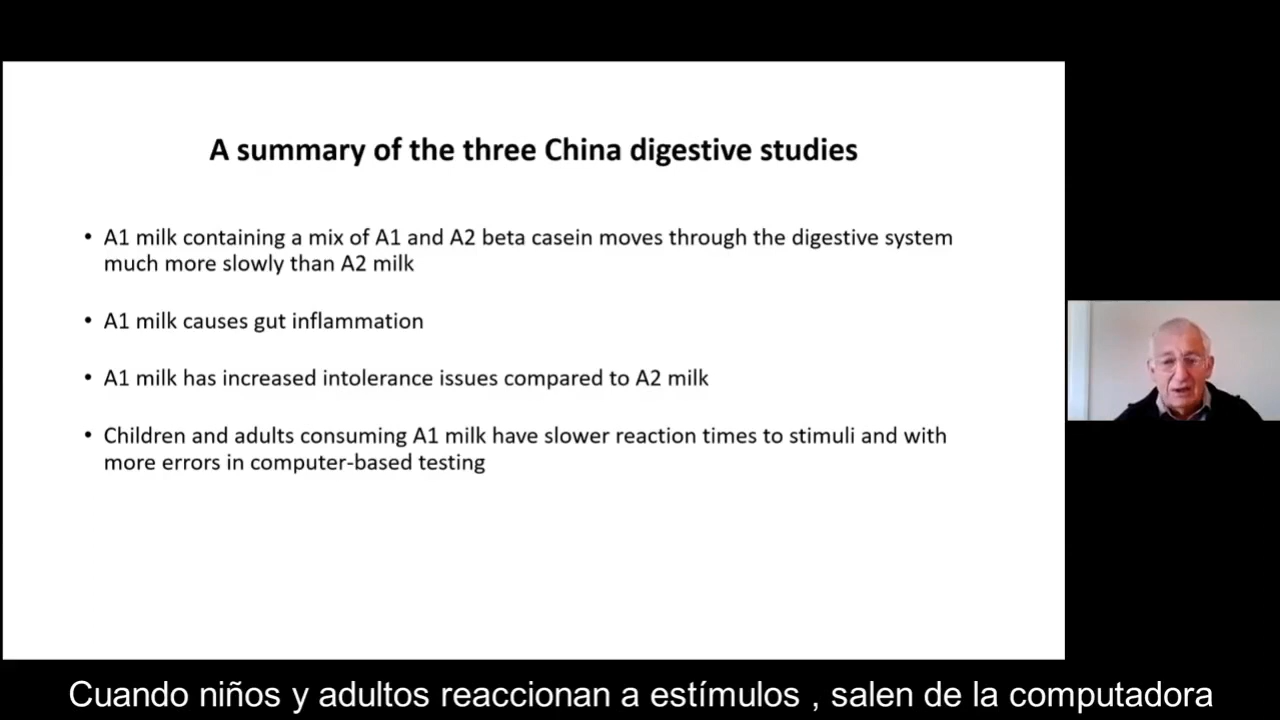 A summary of the three China digestive studies
• A1 milk containing a mix of A1 and A2 beta casein moves through the digestive system
much more slowly than A2 milk
• A1 milk causes gut inflammation
• A1 milk has increased intolerance issues compared to A2 milk
• Children and adults consuming A1 milk have slower reaction times to stimuli and with
more errors in computer-based testing
Cuando niños y adultos reaccionan a estímulos , salen de la computadora